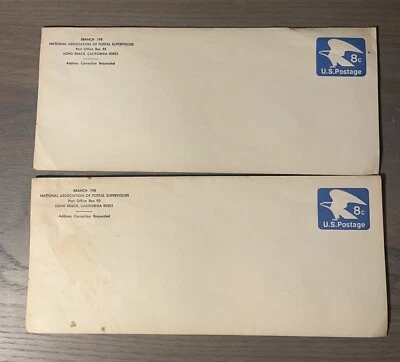 BRANCH 198
NATIONAL ASSOCIATION OF POSTAL SUPERVISORS
Post Office Box 92
LONG BEACH, CALIFORNIA 90801
Address Correction Requested
8c
U.S. Postage
BRANCH 198
NATIONAL ASSOCIATION OF POSTAL SUPERVISORS
Post Office Box 92
LONG BEACH, CALIFORNIA 90801
Address Correction Requested
8c
U.S. Postage